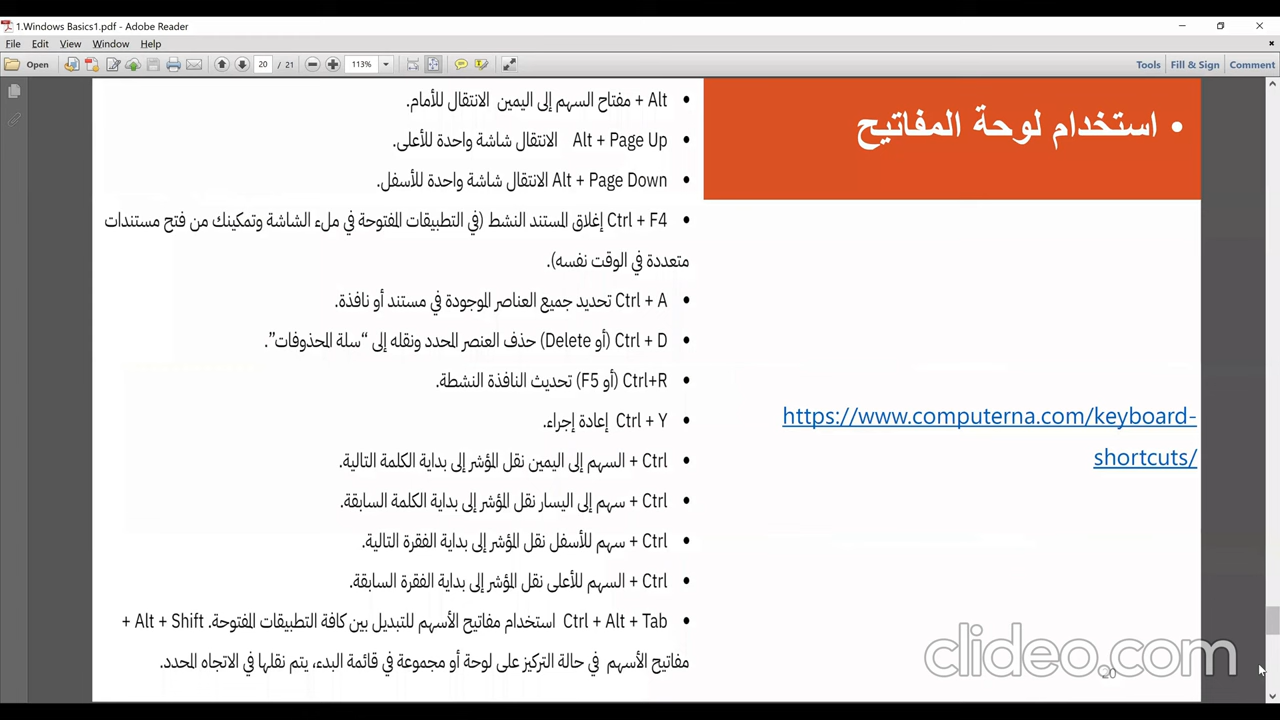 1.Windows Basics1.pdf - Adobe Reader
File Edit View Window Help
Open 20 / 21 113% Tools Fill & Sign Comment
• استخدام لوحة المفاتيح
• Alt + مفتاح السهم إلى اليمين الانتقال للأمام.
• Alt + Page Up الانتقال شاشة واحدة للأعلى.
• Alt + Page Down الانتقال شاشة واحدة للأسفل.
• Ctrl + F4 إغلاق المستند النشط (في التطبيقات المفتوحة في ملء الشاشة وتمكينك من فتح مستندات
متعددة في الوقت نفسه).
• Ctrl + A تحديد جميع العناصر الموجودة في مستند أو نافذة.
• Ctrl + D (أو Delete) حذف العنصر المحدد ونقله إلى “سلة المحذوفات”.
• Ctrl+R (أو F5) تحديث النافذة النشطة.
• Ctrl + Y إعادة إجراء.
• Ctrl + السهم إلى اليمين نقل المؤشر إلى بداية الكلمة التالية.
• Ctrl + سهم إلى اليسار نقل المؤشر إلى بداية الكلمة السابقة.
• Ctrl + سهم للأسفل نقل المؤشر إلى بداية الفقرة التالية.
• Ctrl + السهم للأعلى نقل المؤشر إلى بداية الفقرة السابقة.
• Ctrl + Alt + Tab استخدام مفاتيح الأسهم للتبديل بين كافة التطبيقات المفتوحة. Alt + Shift +
مفاتيح الأسهم في حالة التركيز على لوحة أو مجموعة في قائمة البدء، يتم نقلها في الاتجاه المحدد.
https://www.computerna.com/keyboard-
shortcuts/
20
clideo.com